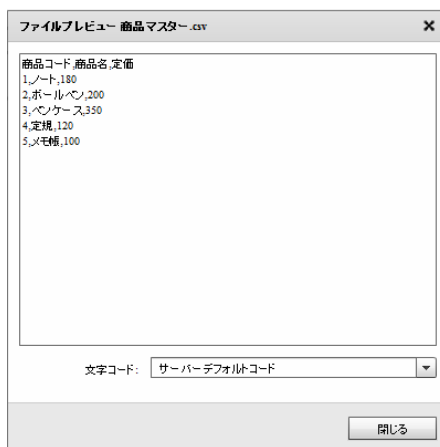 ファイルプレビュー 商品マスター.csv
商品コード,商品名,定価
1,ノート,180
2,ボールペン,200
3,ペンケース,350
4,定規,120
5,メモ帳,100
文字コード: サーバーデフォルトコード
閉じる